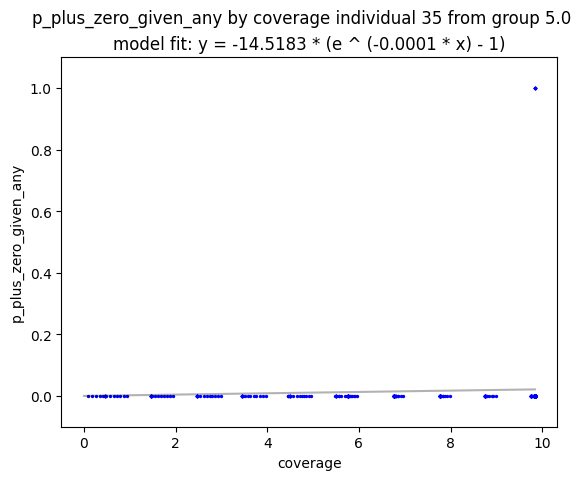 p_plus_zero_given_any by coverage individual 35 from group 5.0
model fit: y = -14.5183 * (e ^ (-0.0001 * x) - 1)
p_plus_zero_given_any
1.0
0.8
0.6
0.4
0.2
0.0
0 2 4 6 8 10
coverage